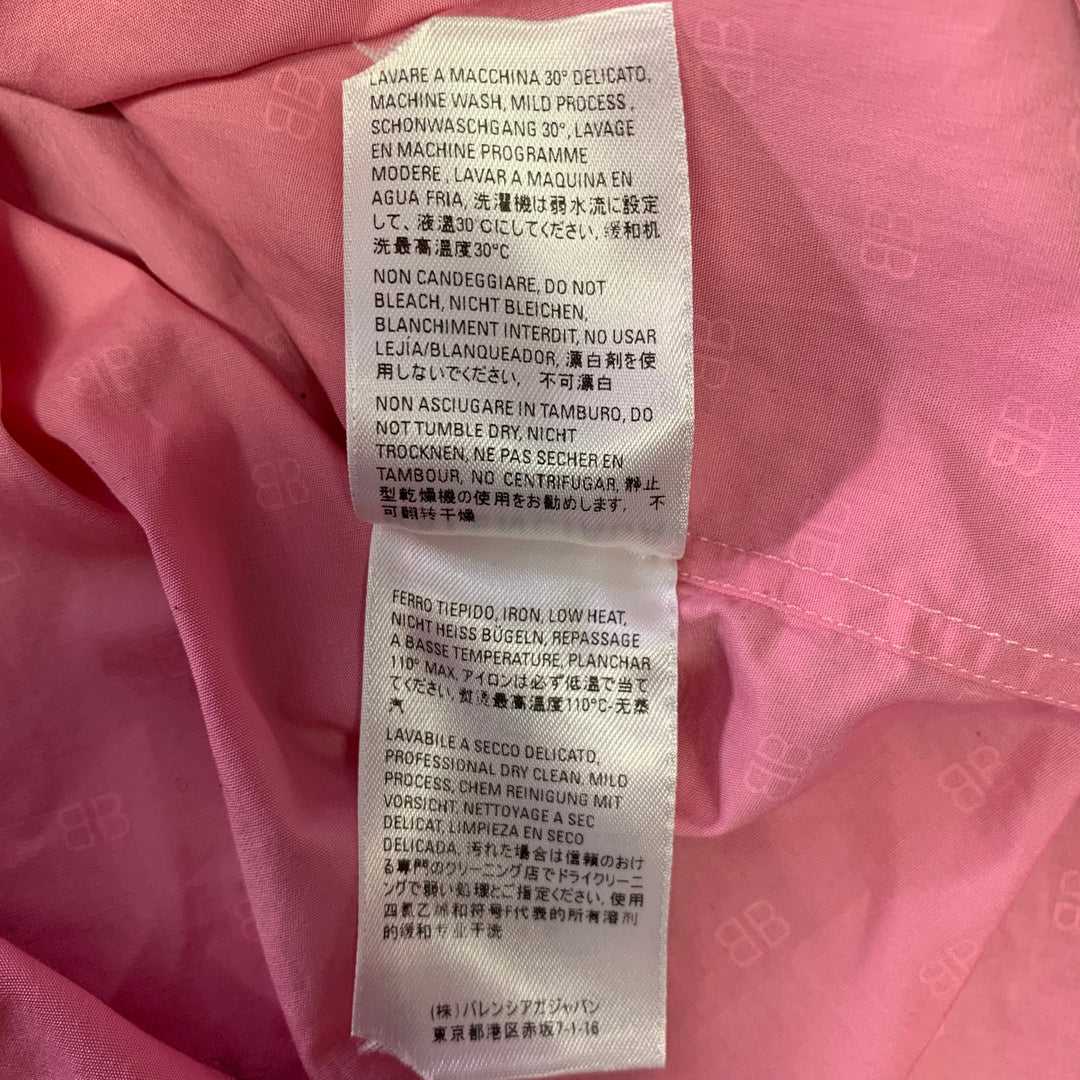 LAVARE A MACCHINA 30° DELICATO,
MACHINE WASH, MILD PROCESS,
SCHONWASCHGANG 30°, LAVAGE
EN MACHINE PROGRAMME
MODERE, LAVAR A MAQUINA EN
AGUA FRIA, 洗濯機は弱水流に設定
して、液温30℃にしてください, 缓和机
洗最高温度30℃
NON CANDEGGIARE, DO NOT
BLEACH, NICHT BLEICHEN,
BLANCHIMENT INTERDIT, NO USAR
LEJÍA/BLANQUEADOR, 漂白剤を使
用しないでください, 不可漂白
NON ASCIUGARE IN TAMBURO, DO
NOT TUMBLE DRY, NICHT
TROCKNEN, NE PAS SECHER EN
TAMBOUR, NO CENTRIFUGAR, 静止
型乾燥機の使用をお勧めします, 不
可翻转干燥
FERRO TIEPIDO, IRON, LOW HEAT,
NICHT HEISS BÜGELN, REPASSAGE
A BASSE TEMPERATURE, PLANCHAR
110° MAX, アイロンは必ず低温で当て
てください, 熨烫最高温度110℃-无蒸
汽
LAVABILE A SECCO DELICATO,
PROFESSIONAL DRY CLEAN, MILD
PROCESS, CHEM REINIGUNG MIT
VORSICHT, NETTOYAGE A SEC
DELICAT, LIMPIEZA EN SECO
DELICADA, 汚れた場合は信頼のおけ
る専門のクリーニング店でドライクリーニ
ングで弱い処理とご指定ください, 使用
四氯乙烯和符号F代表的所有溶剂
的缓和专业干洗
(株)バレンシアガジャパン
東京都港区赤坂7-1-16
BB
BB
BB
BB
BB
BB
BB
BB